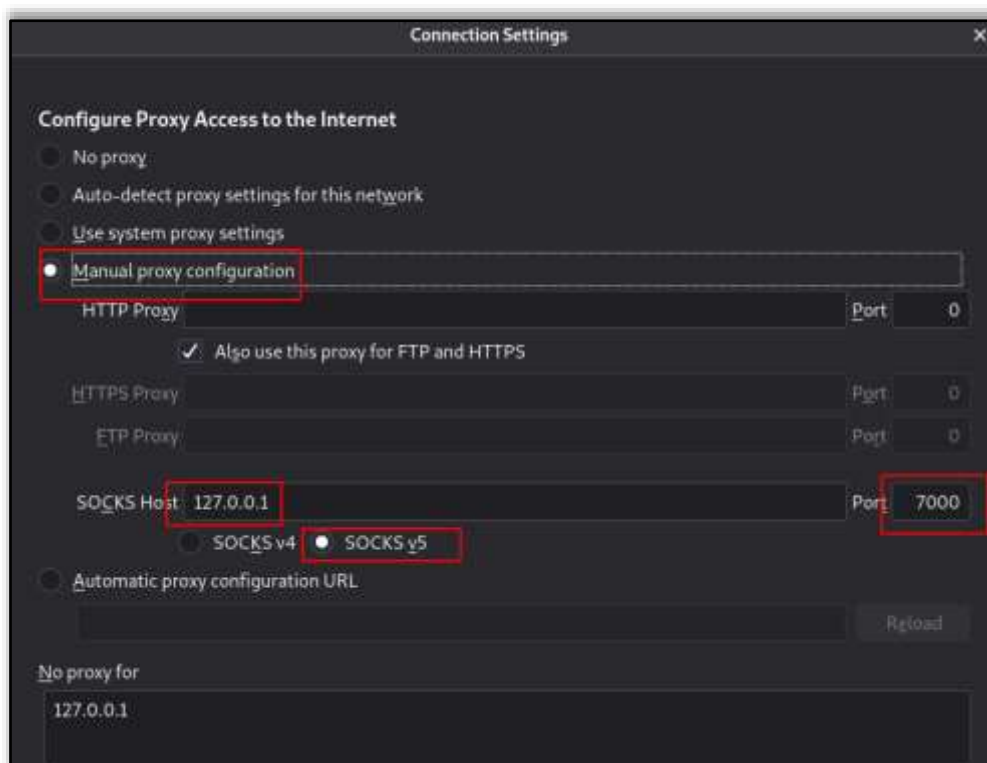 Connection Settings ×
Configure Proxy Access to the Internet
No proxy
Auto-detect proxy settings for this network
Use system proxy settings
Manual proxy configuration
HTTP Proxy Port 0
Also use this proxy for FTP and HTTPS
HTTPS Proxy Port 0
FTP Proxy Port 0
SOCKS Host 127.0.0.1 Port 7000
SOCKS v4 SOCKS v5
Automatic proxy configuration URL
Reload
No proxy for
127.0.0.1